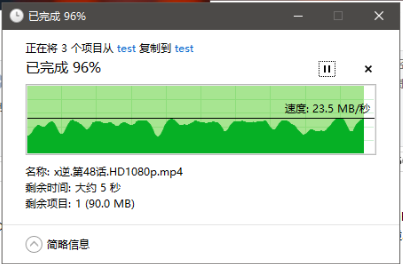 已完成 96%
正在将 3 个项目从 test 复制到 test
已完成 96%
速度: 23.5 MB/秒
名称: x逆.第48话.HD1080p.mp4
剩余时间: 大约 5 秒
剩余项目: 1 (90.0 MB)
简略信息